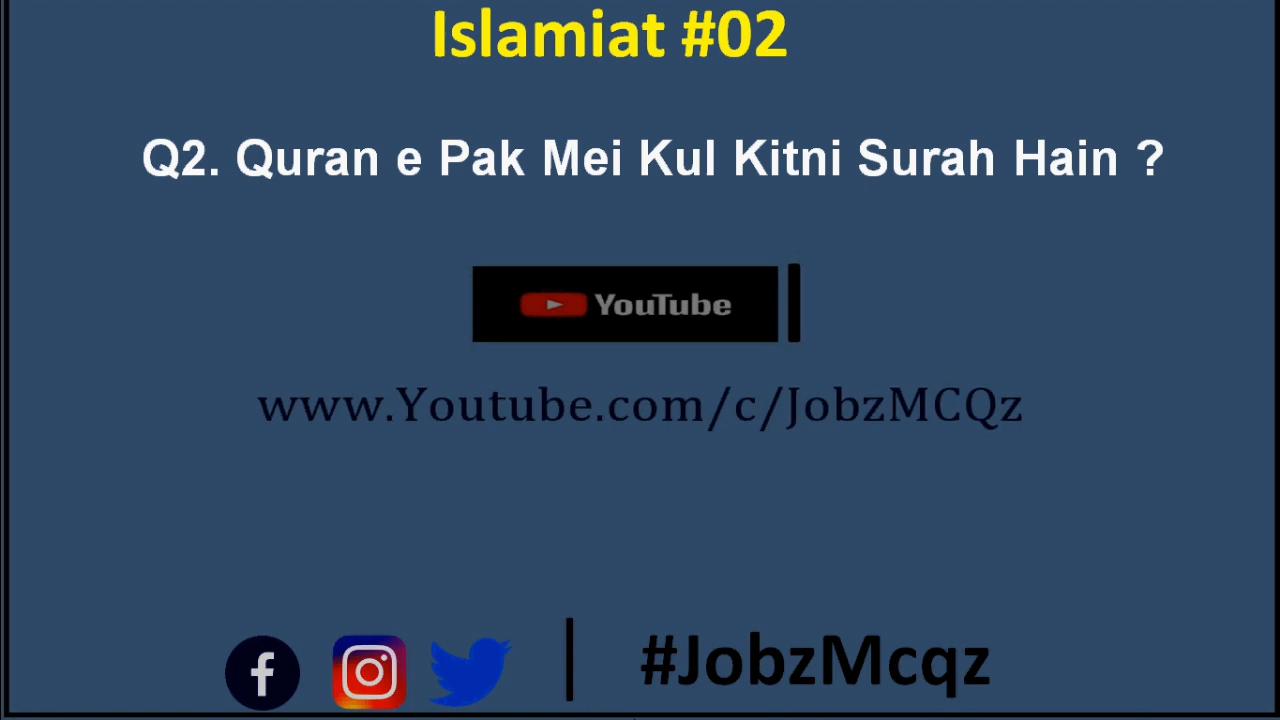 Islamiat #02
Q2. Quran e Pak Mei Kul Kitni Surah Hain ?
YouTube
www.Youtube.com/c/JobzMCQz
#JobzMcqz